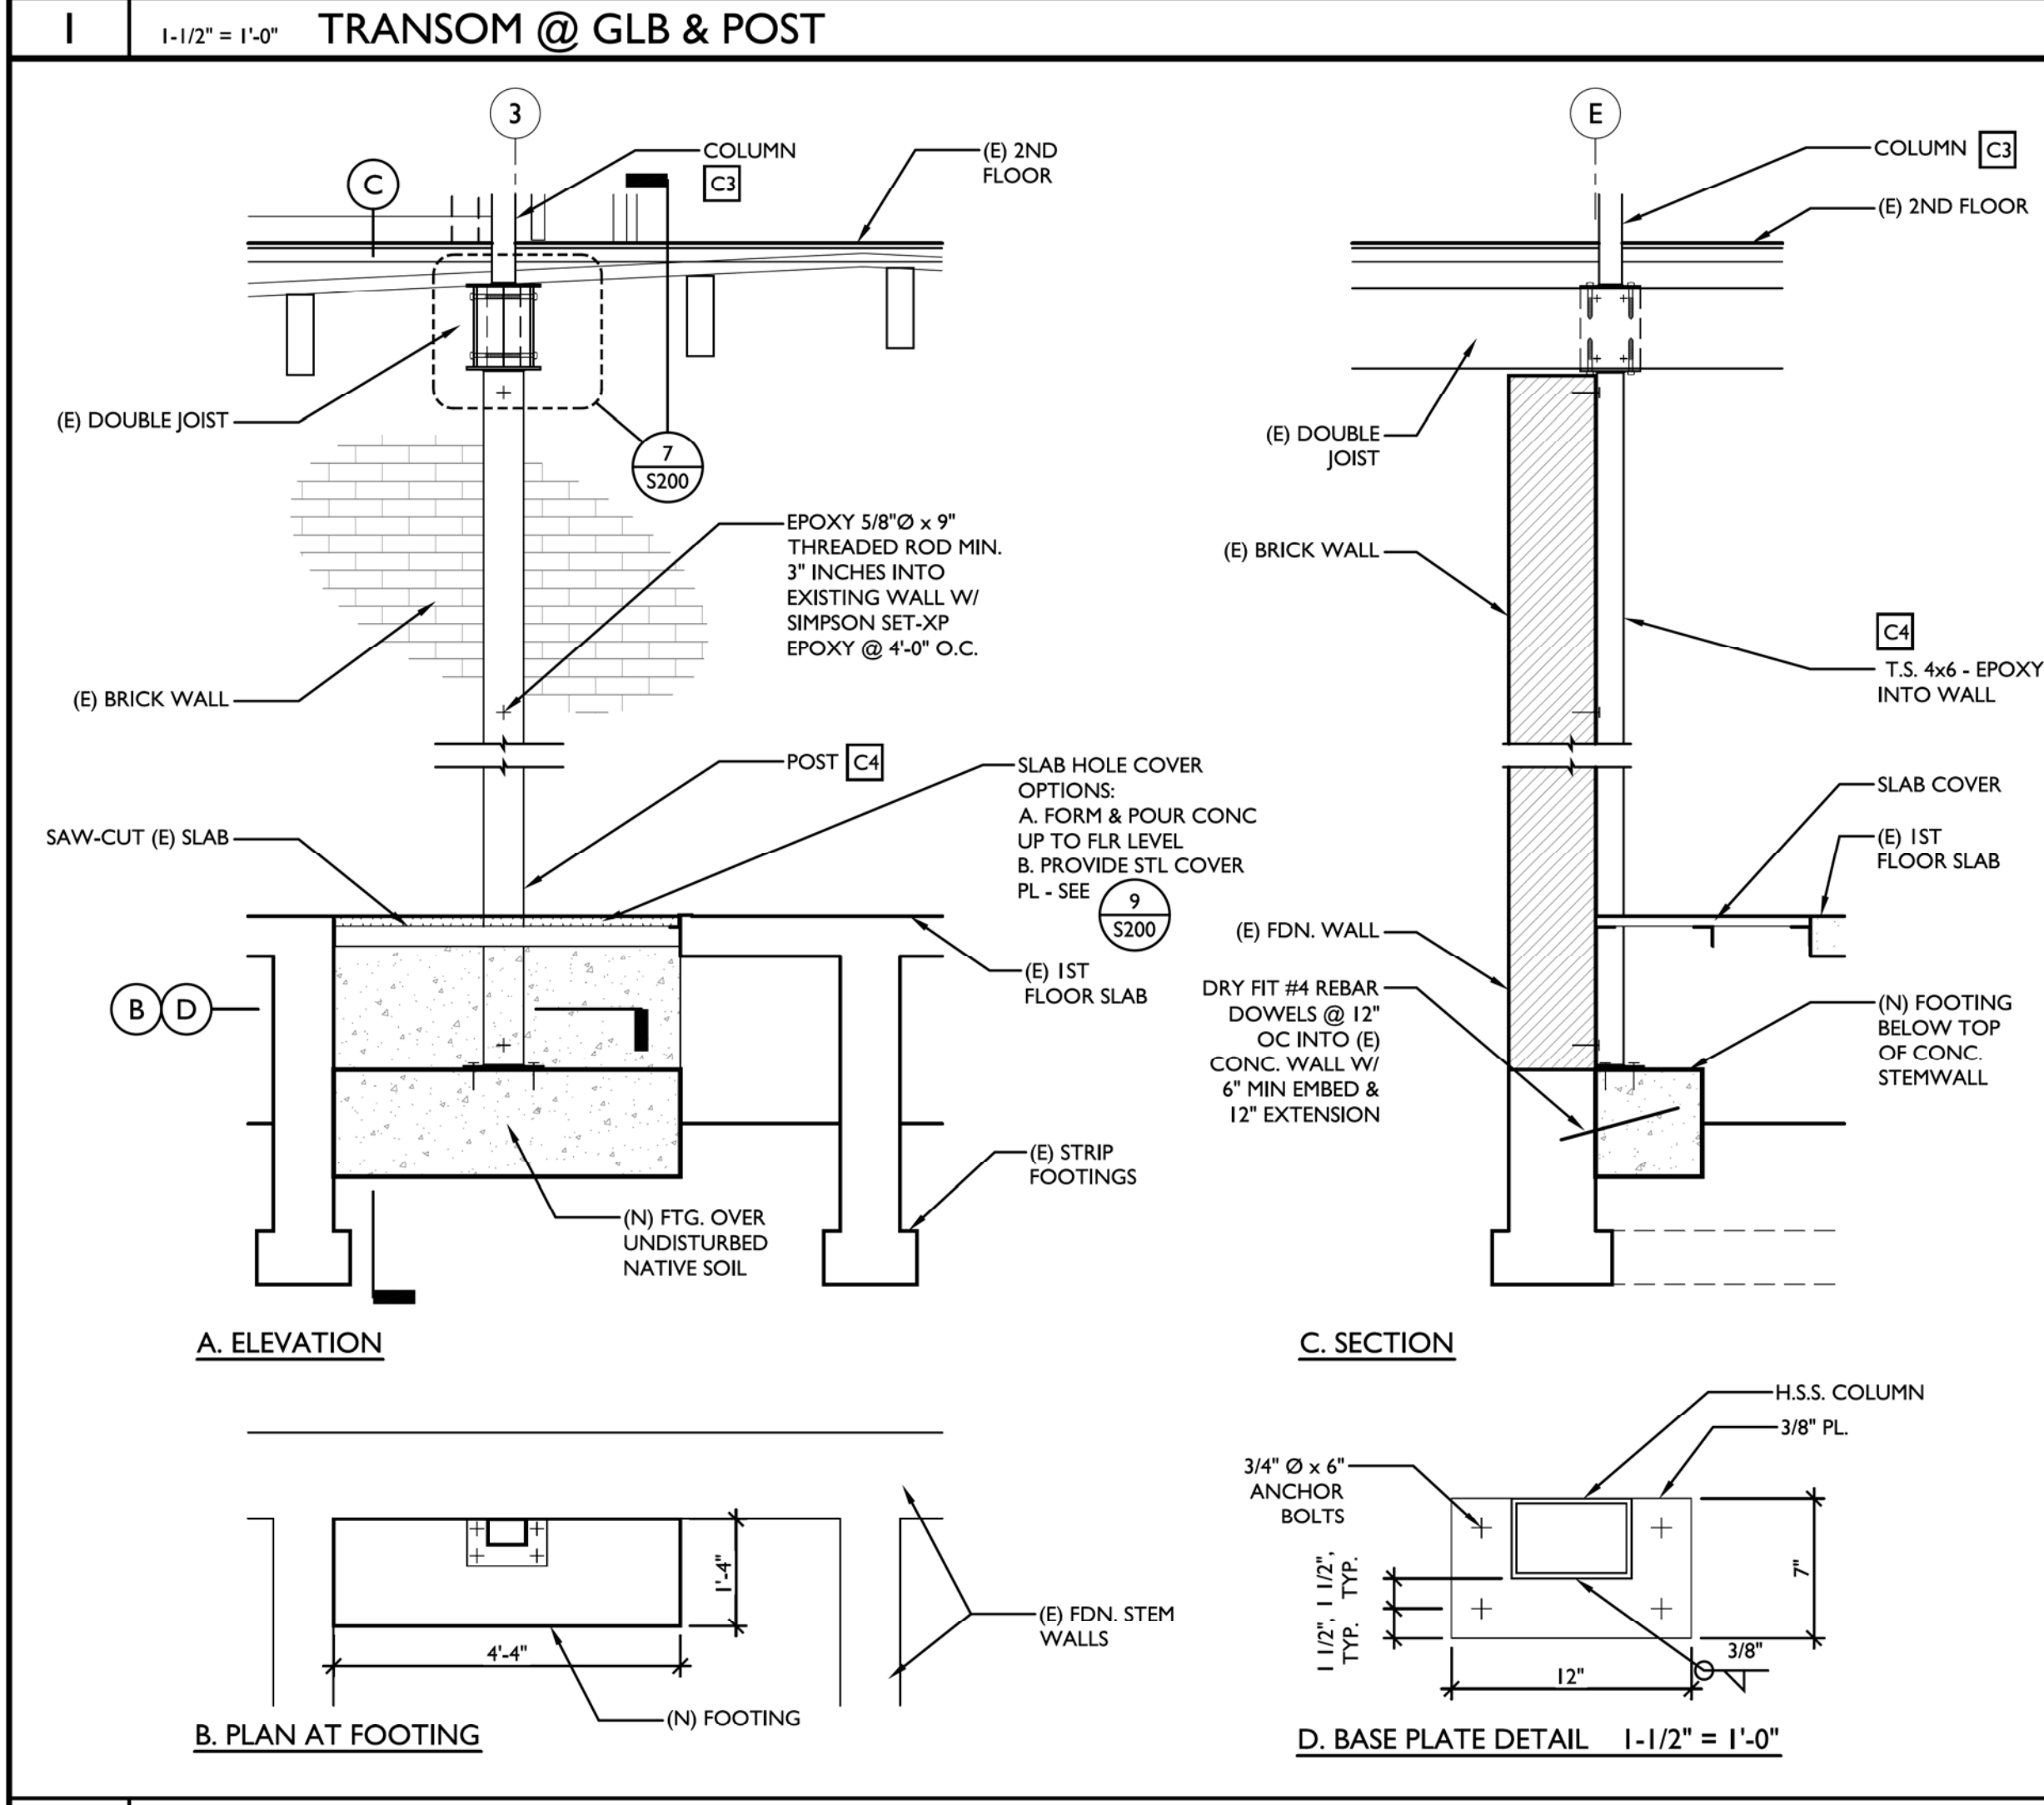 1
1-1/2" = 1'-0"
TRANSOM @ GLB & POST
3
C
COLUMN
C3
(E) 2ND
FLOOR
(E) DOUBLE JOIST
7
S200
EPOXY 5/8"Ø x 9"
THREADED ROD MIN.
3" INCHES INTO
EXISTING WALL W/
SIMPSON SET-XP
EPOXY @ 4'-0" O.C.
(E) BRICK WALL
POST C4
SLAB HOLE COVER
OPTIONS:
A. FORM & POUR CONC
UP TO FLR LEVEL
B. PROVIDE STL COVER
PL - SEE
9
S200
SAW-CUT (E) SLAB
B
D
(E) 1ST
FLOOR SLAB
(E) STRIP
FOOTINGS
(N) FTG. OVER
UNDISTURBED
NATIVE SOIL
A. ELEVATION
E
COLUMN C3
(E) 2ND FLOOR
(E) DOUBLE
JOIST
(E) BRICK WALL
C4
T.S. 4x6 - EPOXY
INTO WALL
SLAB COVER
(E) 1ST
FLOOR SLAB
(E) FDN. WALL
DRY FIT #4 REBAR
DOWELS @ 12"
OC INTO (E)
CONC. WALL W/
6" MIN EMBED &
12" EXTENSION
(N) FOOTING
BELOW TOP
OF CONC.
STEMWALL
C. SECTION
1'-4"
4'-4"
(E) FDN. STEM
WALLS
(N) FOOTING
B. PLAN AT FOOTING
H.S.S. COLUMN
3/8" PL.
3/4" Ø x 6"
ANCHOR
BOLTS
1 1/2",
TYP.
1 1/2",
TYP.
7"
12"
3/8"
D. BASE PLATE DETAIL 1-1/2" = 1'-0"